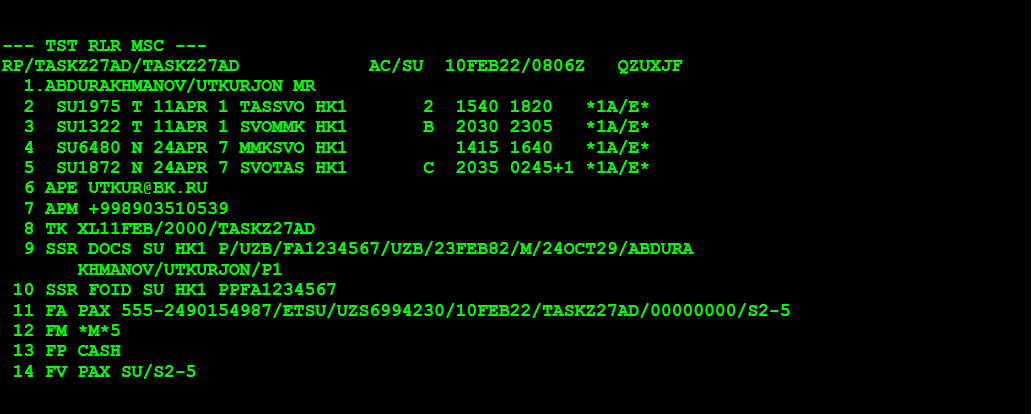 --- TST RLR MSC ---
RP/TASKZ27AD/TASKZ27AD            AC/SU  10FEB22/0806Z   QZUXJF
  1.ABDURAKHMANOV/UTKURJON MR
  2  SU1975 T 11APR 1 TASSVO HK1       2  1540 1820   *1A/E*
  3  SU1322 T 11APR 1 SVOMMK HK1       B  2030 2305   *1A/E*
  4  SU6480 N 24APR 7 MMKSVO HK1          1415 1640   *1A/E*
  5  SU1872 N 24APR 7 SVOTAS HK1       C  2035 0245+1 *1A/E*
  6 APE UTKUR@BK.RU
  7 APM +998903510539
  8 TK XL11FEB/2000/TASKZ27AD
  9 SSR DOCS SU HK1 P/UZB/FA1234567/UZB/23FEB82/M/24OCT29/ABDURA
       KHMANOV/UTKURJON/P1
 10 SSR FOID SU HK1 PPFA1234567
 11 FA PAX 555-2490154987/ETSU/UZS6994230/10FEB22/TASKZ27AD/00000000/S2-5
 12 FM *M*5
 13 FP CASH
 14 FV PAX SU/S2-5